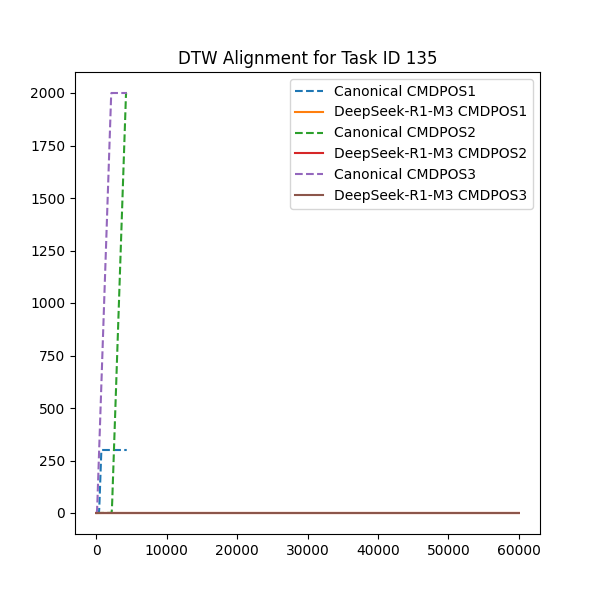 DTW Alignment for Task ID 135
Canonical CMDPOS1
DeepSeek-R1-M3 CMDPOS1
Canonical CMDPOS2
DeepSeek-R1-M3 CMDPOS2
Canonical CMDPOS3
DeepSeek-R1-M3 CMDPOS3
2000
1750
1500
1250
1000
750
500
250
0
0 10000 20000 30000 40000 50000 60000